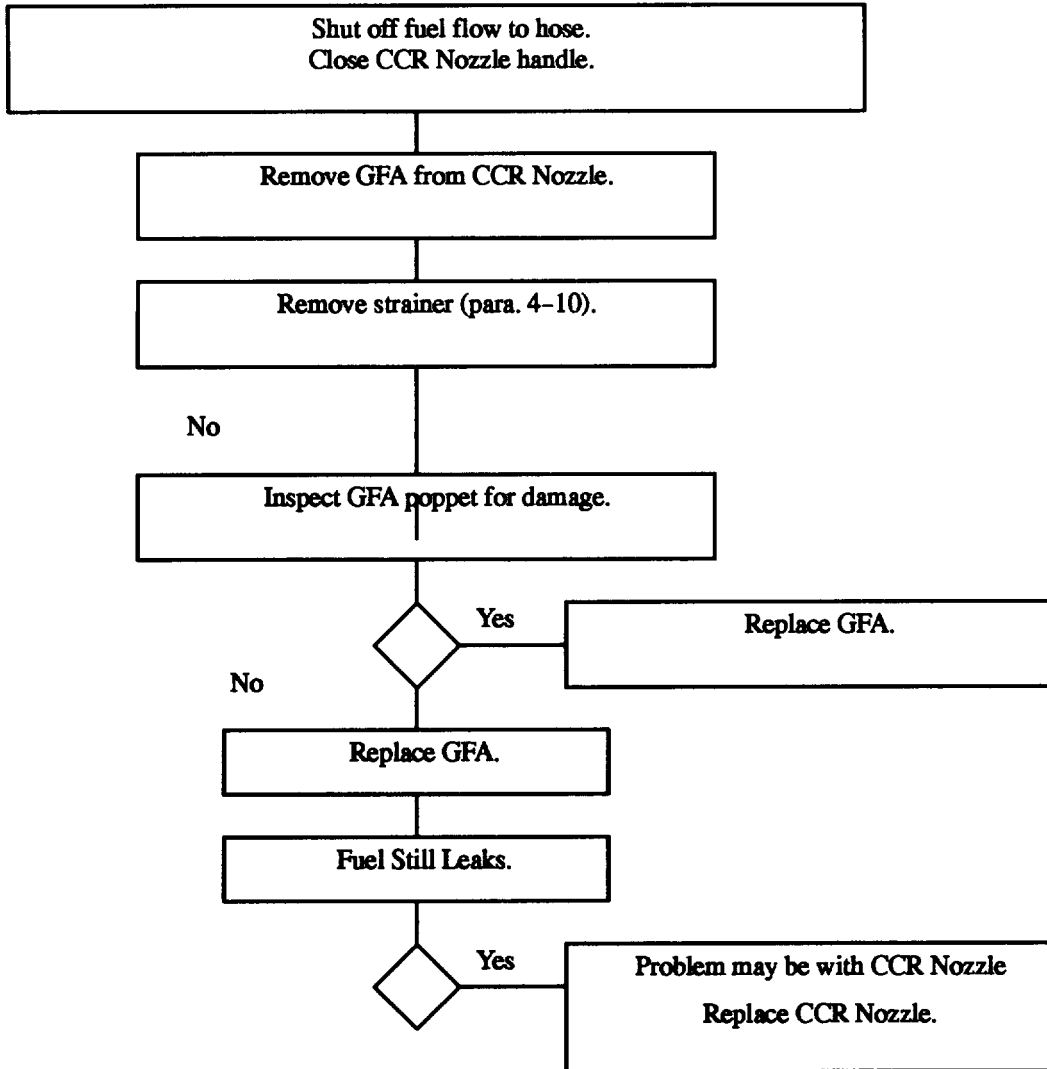 Shut off fuel flow to hose.
Close CCR Nozzle handle.
Remove GFA from CCR Nozzle.
Remove strainer (para. 4–10).
No
Inspect GFA poppet for damage.
Yes
Replace GFA.
No
Replace GFA.
Fuel Still Leaks.
Yes
Problem may be with CCR Nozzle
Replace CCR Nozzle.